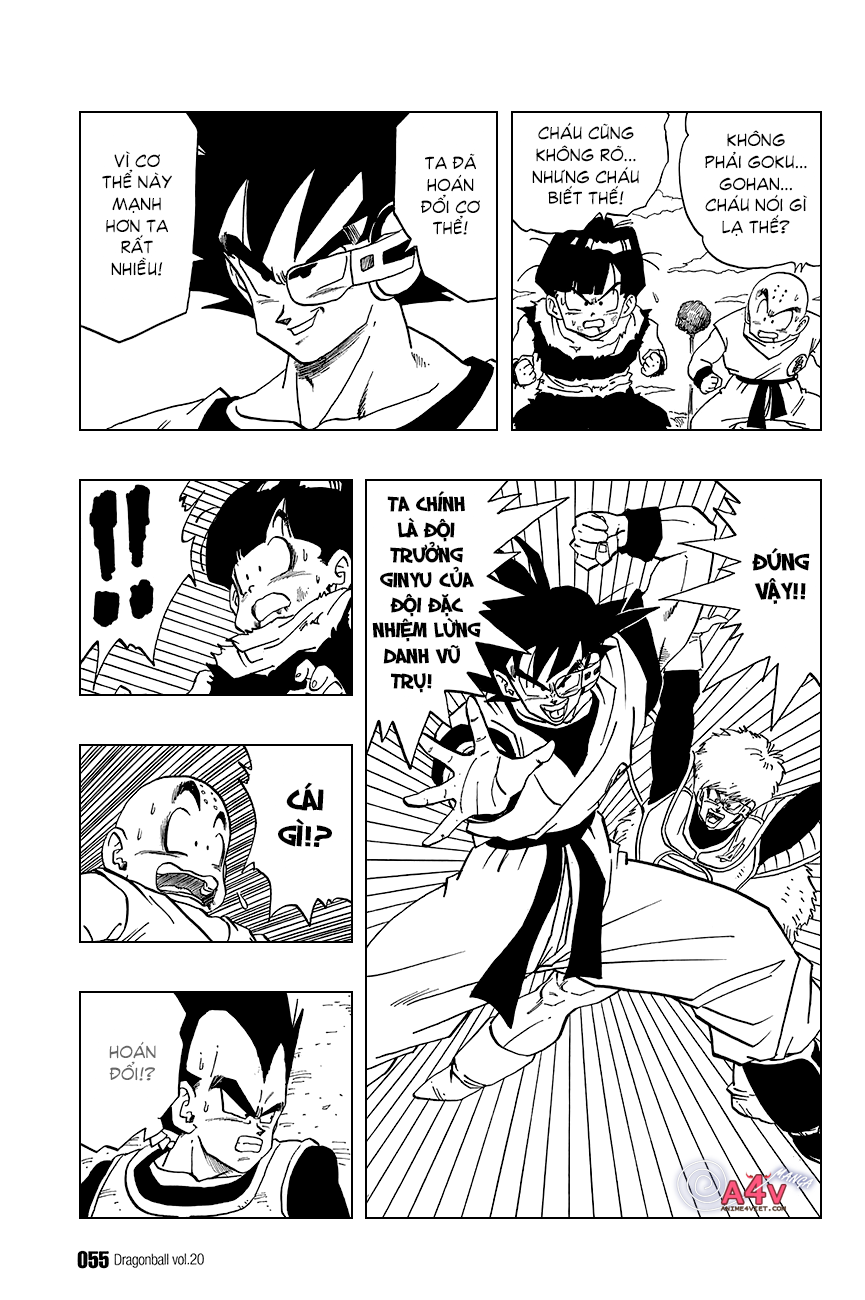 KHÔNG
PHẢI GOKU...
GOHAN...
CHÁU NÓI GÌ
LẠ THẾ?
CHÁU CŨNG
KHÔNG RÕ...
NHƯNG CHÁU
BIẾT THẾ!
TA ĐÃ
HOÁN
ĐỔI CƠ
THỂ!
VÌ CƠ
THỂ NÀY
MẠNH
HƠN TA
RẤT
NHIỀU!
ĐÚNG
VẬY!!
TA CHÍNH
LÀ ĐỘI
TRƯỞNG
GINYU CỦA
ĐỘI ĐẶC
NHIỆM LỪNG
DANH VŨ
TRỤ!
!!
CÁI
GÌ!?
HOÁN
ĐỔI!?
A4V
MANGA
ANIME4VIET.COM
055 Dragonball vol.20